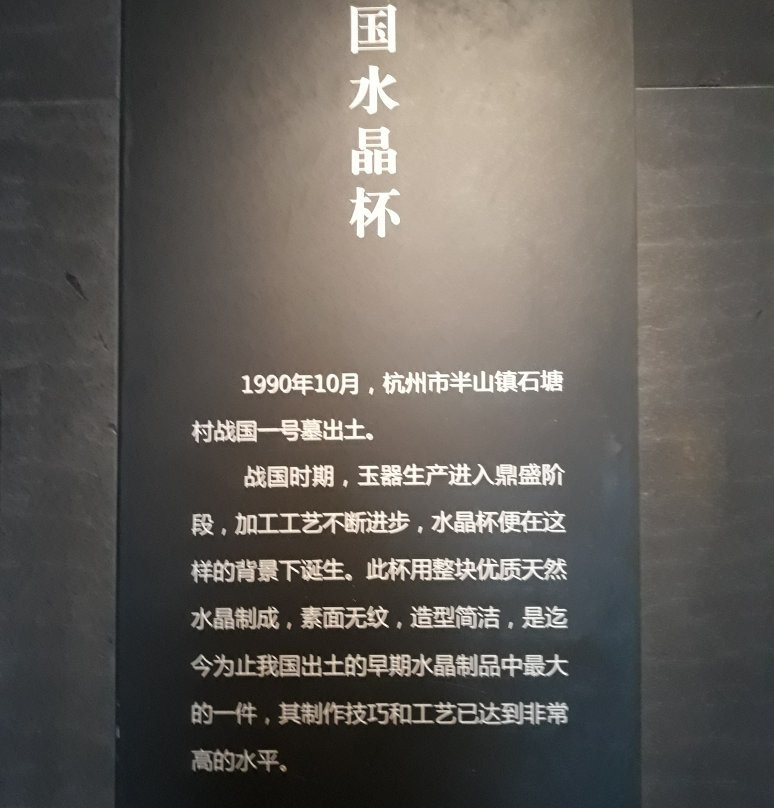 国水晶杯
1990年10月，杭州市半山镇石塘
村战国一号墓出土。
战国时期，玉器生产进入鼎盛阶
段，加工工艺不断进步，水晶杯便在这
样的背景下诞生。此杯用整块优质天然
水晶制成，素面无纹，造型简洁，是迄
今为止我国出土的早期水晶制品中最大
的一件，其制作技巧和工艺已达到非常
高的水平。